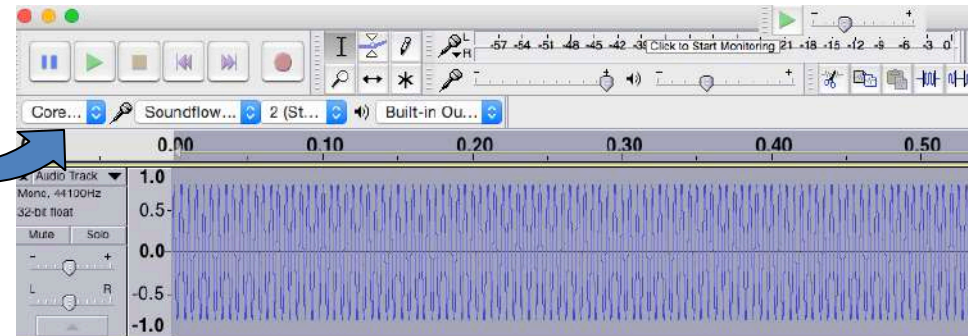 - +
L R -57 -54 -51 -48 -45 -42 -39 Click to Start Monitoring 21 -18 -15 -12 -9 -6 -3 0
- + - +
Core... Soundflow... 2 (St... Built-in Ou...
0.00 0.10 0.20 0.30 0.40 0.50
Audio Track 1.0
Mono, 44100Hz
32-bit float 0.5-
Mute Solo
- + 0.0-
L R -0.5-
-1.0